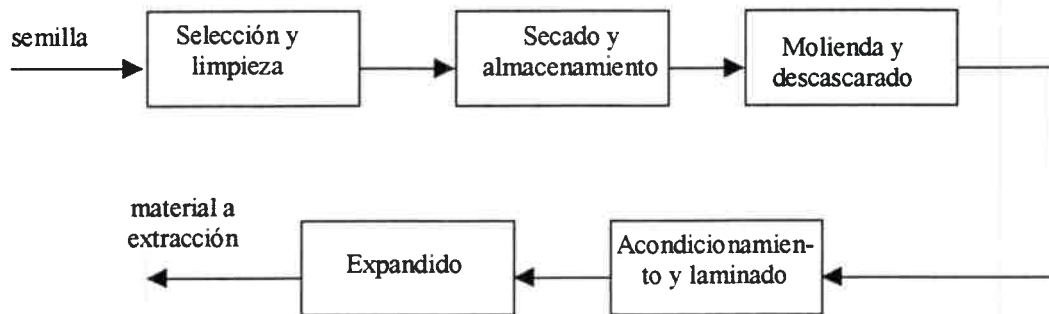 semilla
Selección y
limpieza
Secado y
almacenamiento
Molienda y
descascarado
material a
extracción
Expandido
Acondicionamien-
to y laminado